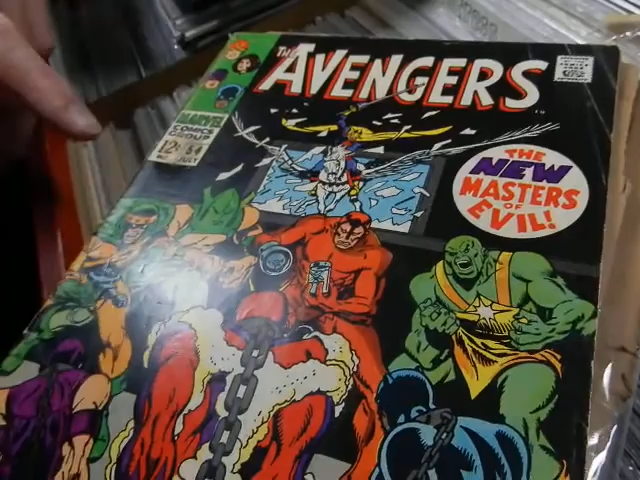 THE
AVENGERS
MARVEL
COMICS
GROUP
12¢ 54
JULY
THE
NEW
MASTERS
OF
EVIL!